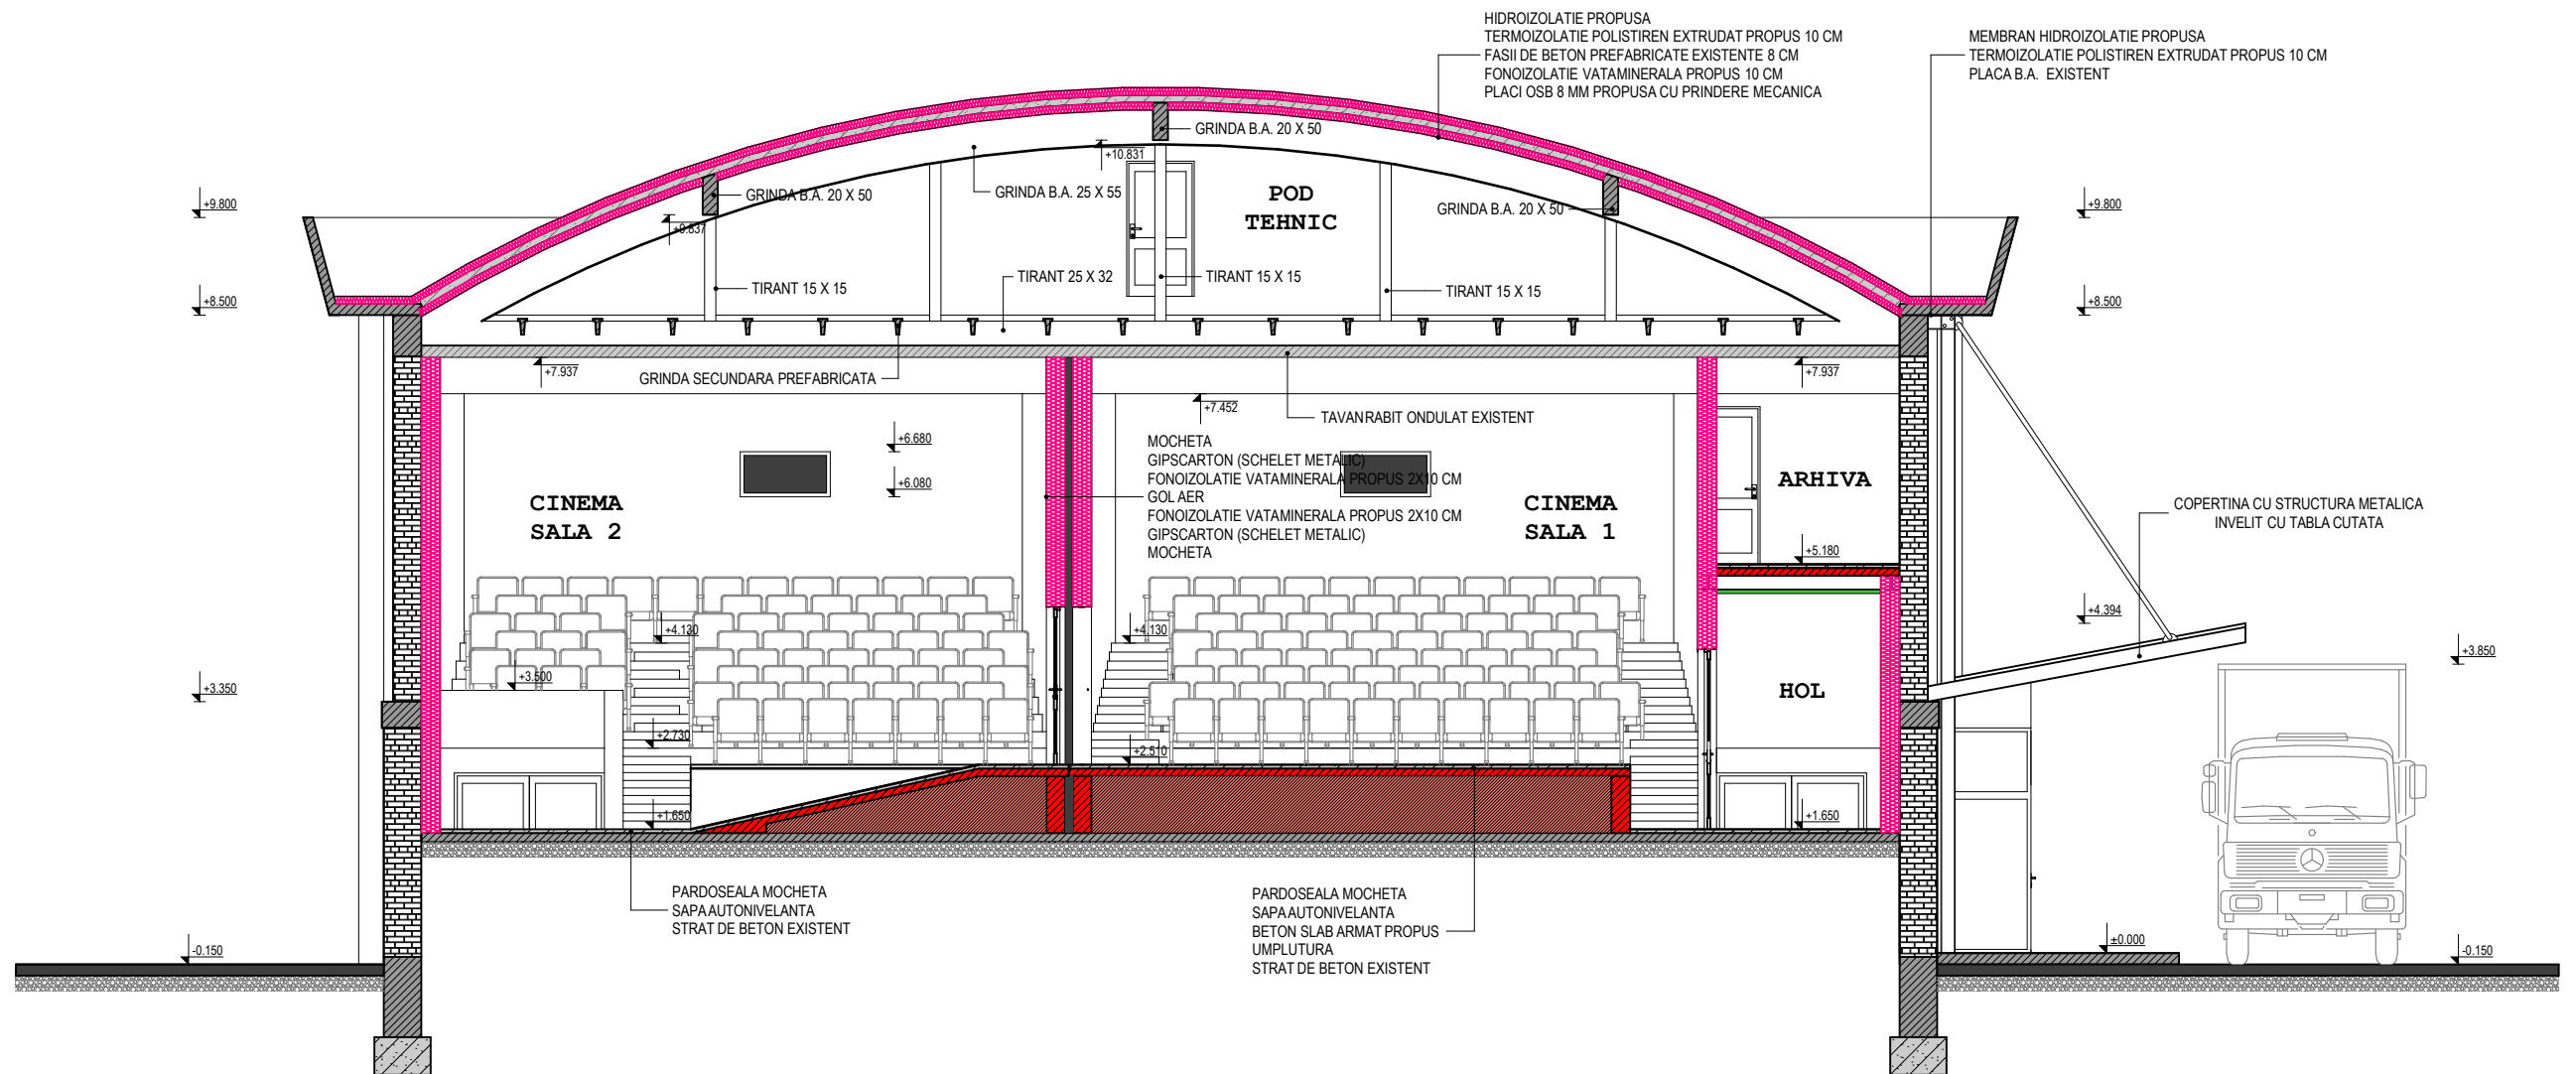 HIDROIZOLATIE PROPUSA
TERMOIZOLATIE POLISTIREN EXTRUDAT PROPUS 10 CM
FASII DE BETON PREFABRICATE EXISTENTE 8 CM
FONOIZOLATIE VATAMINERALA PROPUS 10 CM
PLACI OSB 8 MM PROPUSA CU PRINDERE MECANICA
MEMBRAN HIDROIZOLATIE PROPUSA
TERMOIZOLATIE POLISTIREN EXTRUDAT PROPUS 10 CM
PLACA B.A. EXISTENT
GRINDA B.A. 20 X 50
+10.831
GRINDA B.A. 20 X 50
GRINDA B.A. 25 X 55
POD
TEHNIC
GRINDA B.A. 20 X 50
+9.800
+9.800
+9.837
TIRANT 25 X 32
TIRANT 15 X 15
TIRANT 15 X 15
TIRANT 15 X 15
+8.500
+8.500
+7.937
GRINDA SECUNDARA PREFABRICATA
+7.937
+7.452
TAVAN RABIT ONDULAT EXISTENT
+6.680
+6.080
MOCHETA
GIPSCARTON (SCHELET METALIC)
FONOIZOLATIE VATAMINERALA PROPUS 2X10 CM
GOL AER
FONOIZOLATIE VATAMINERALA PROPUS 2X10 CM
GIPSCARTON (SCHELET METALIC)
MOCHETA
CINEMA
SALA 2
CINEMA
SALA 1
ARHIVA
COPERTINA CU STRUCTURA METALICA
INVELIT CU TABLA CUTATA
+5.180
+4.394
+4.130
+4.130
+3.850
+3.500
+3.350
HOL
+2.730
+2.510
+1.650
+1.650
PARDOSEALA MOCHETA
SAPA AUTONIVELANTA
STRAT DE BETON EXISTENT
PARDOSEALA MOCHETA
SAPA AUTONIVELANTA
BETON SLAB ARMAT PROPUS
UMPLUTURA
STRAT DE BETON EXISTENT
-0.150
±0.000
-0.150